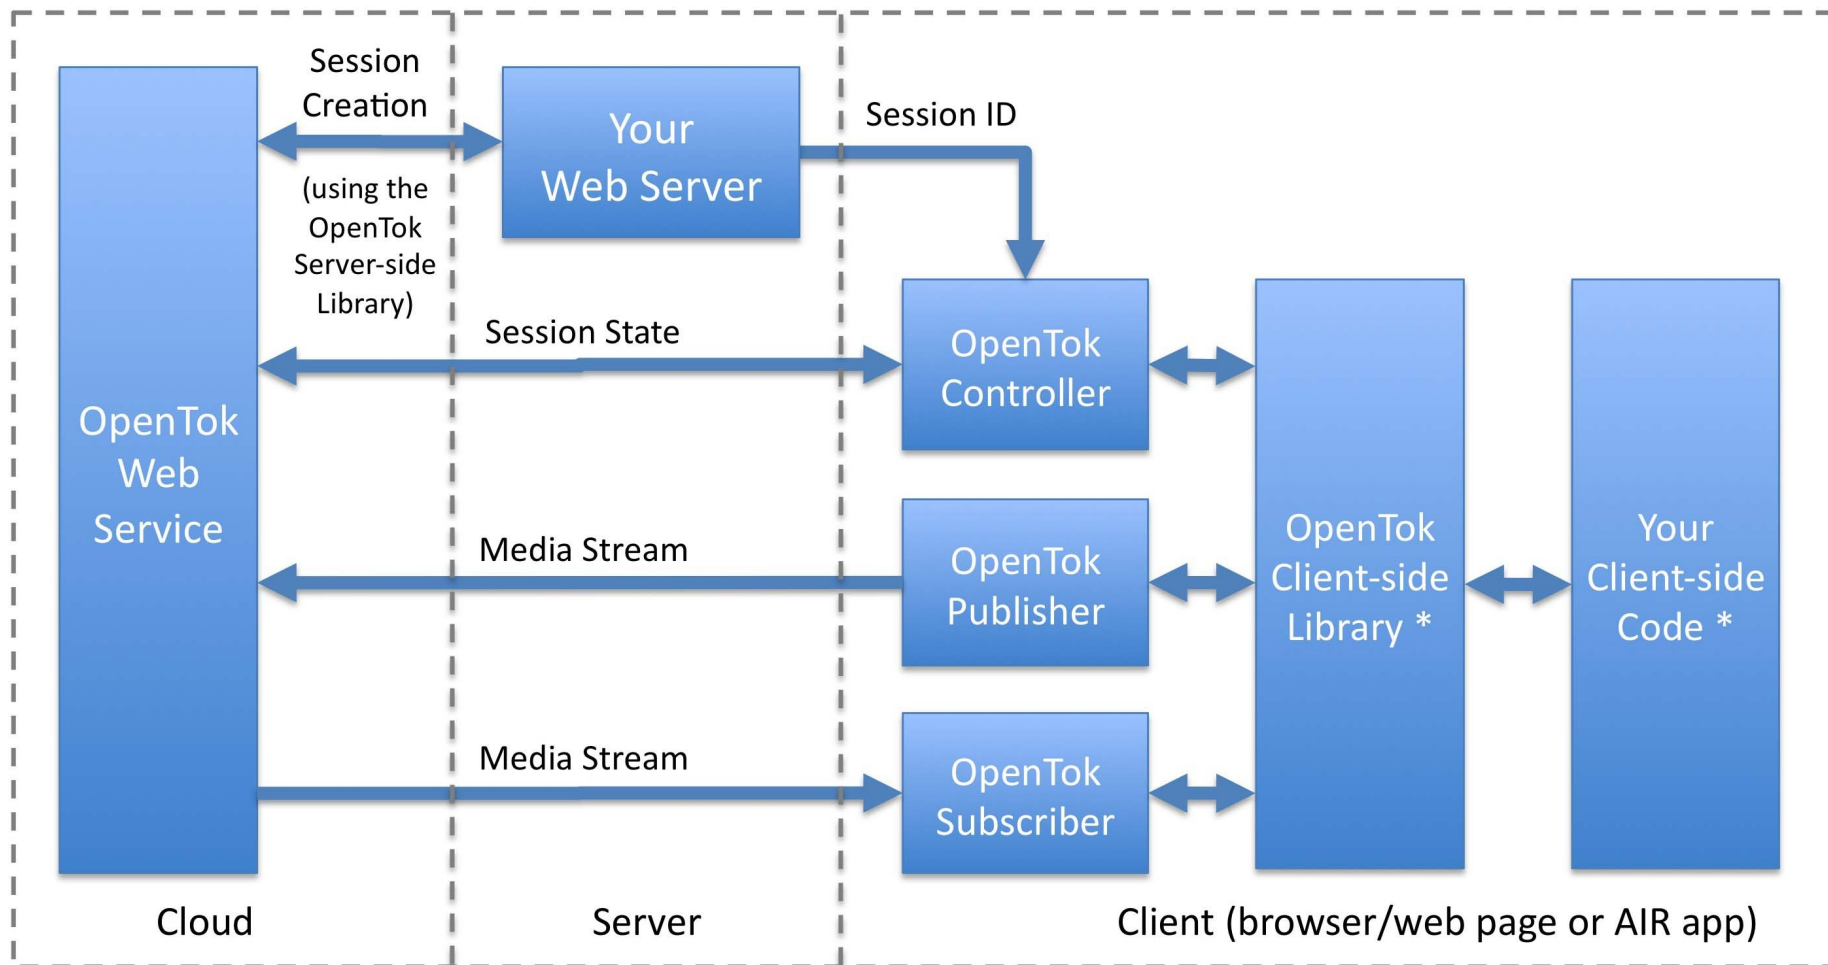 Session
Creation
(using the
OpenTok
Server-side
Library)
Your
Web Server
Session ID
Session State
OpenTok
Controller
OpenTok
Web
Service
Media Stream
OpenTok
Publisher
OpenTok
Client-side
Library *
Your
Client-side
Code *
Media Stream
OpenTok
Subscriber
Cloud
Server
Client (browser/web page or AIR app)